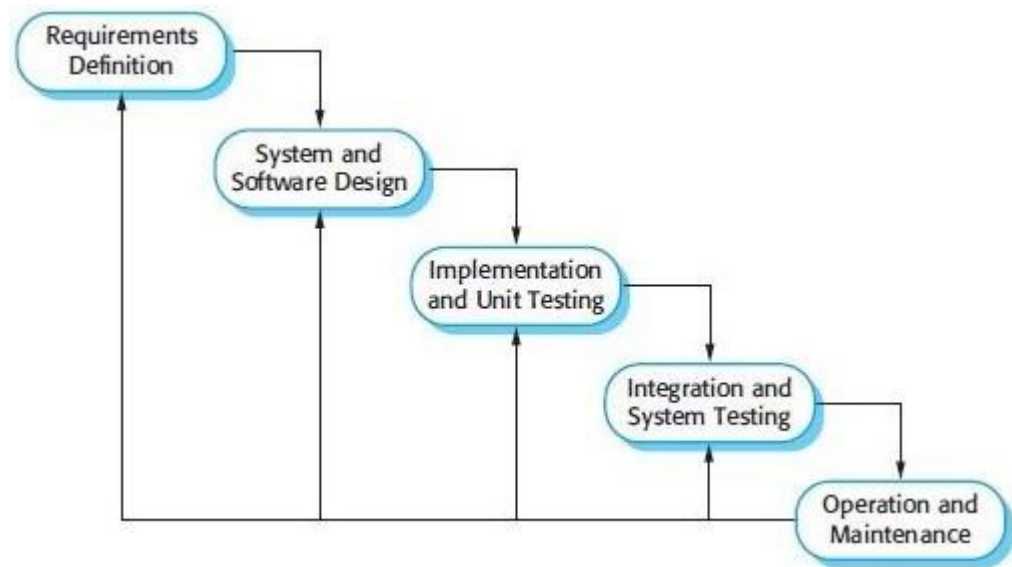 Requirements
Definition
System and
Software Design
Implementation
and Unit Testing
Integration and
System Testing
Operation and
Maintenance